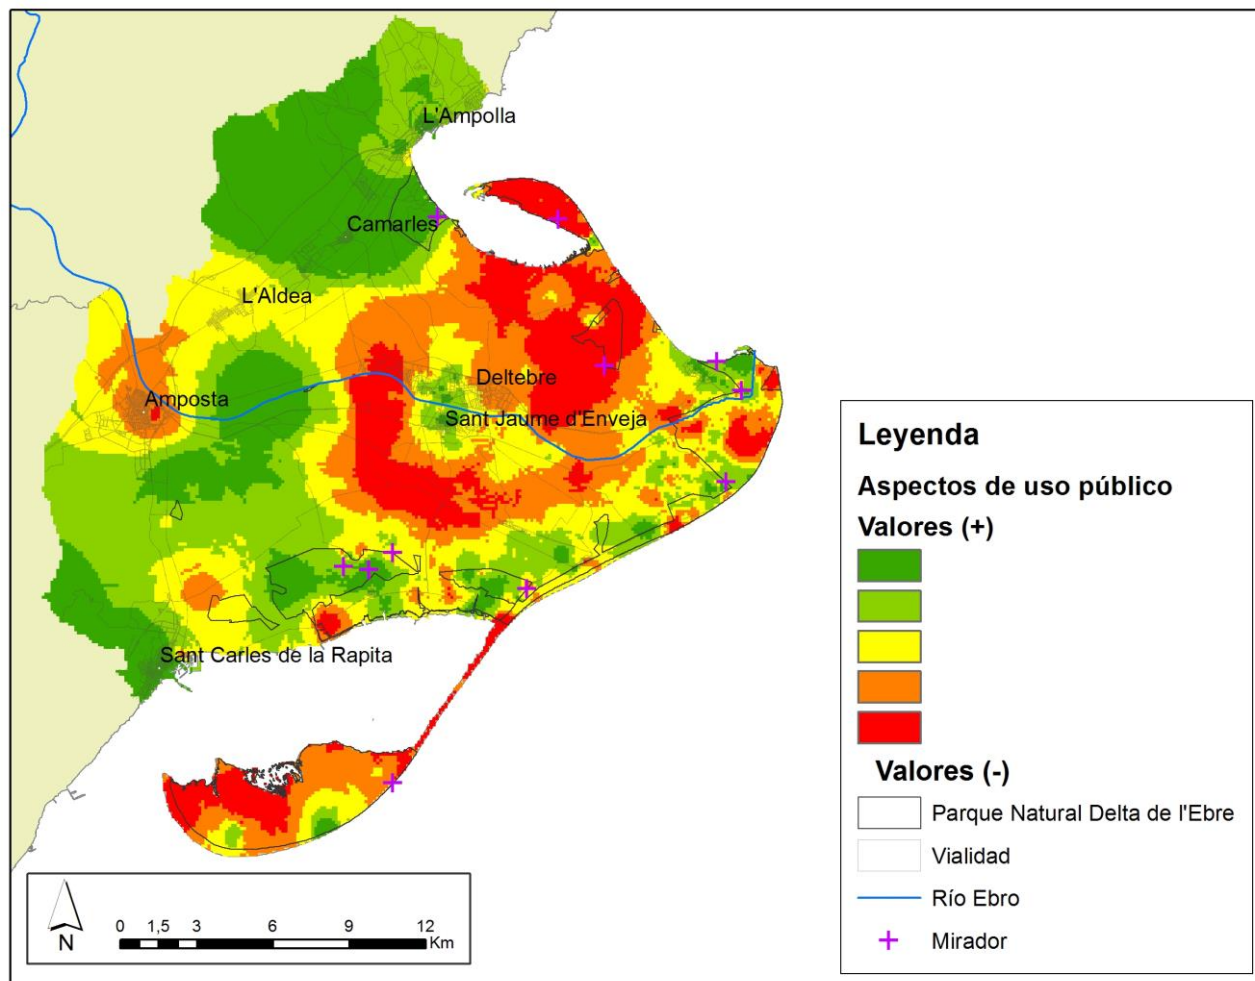 L'Ampolla
Camarles
L'Aldea
Amposta
Deltebre
Sant Jaume d'Enveja
Sant Carles de la Rapita
N
0 1,5 3 6 9 12
Km
Leyenda
Aspectos de uso público
Valores (+)
Valores (-)
Parque Natural Delta de l'Ebre
Vialidad
Río Ebro
Mirador